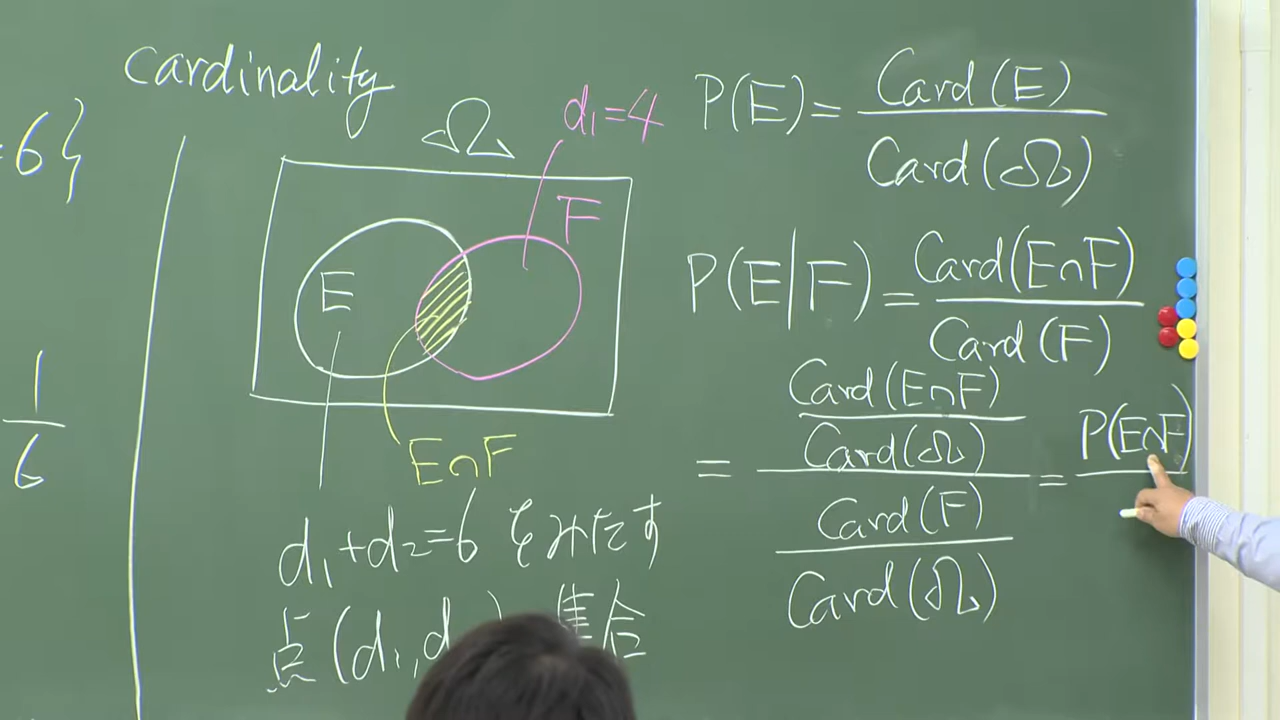 =6}
1
6
Cardinality
Ω
d₁=4
F
E
E∩F
d₁+d₂=6 をみたす
点(d₁,d ) 集合
P(E)=
Card(E)
Card(Ω)
P(E|F)=
Card(E∩F)
Card(F)
=
Card(E∩F)
Card(Ω)
Card(F)
Card(Ω)
=
P(E∩F)